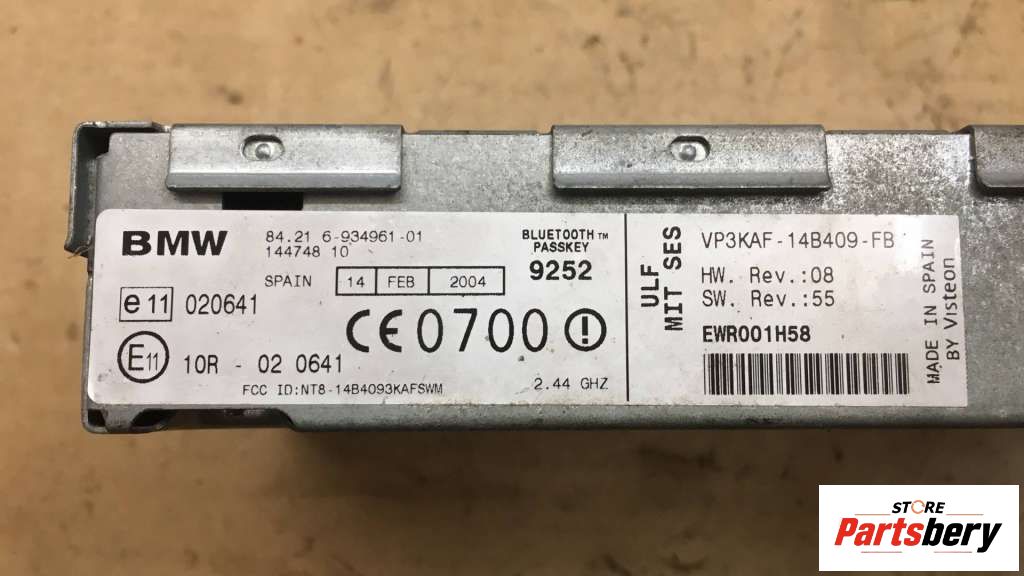 BMW
84.21 6-934961-01
144748 10
SPAIN 14 FEB 2004
BLUETOOTH™
PASSKEY
9252
e 11 020641
CE0700
E11 10R - 02 0641
FCC ID:NT8-14B4093KAFSWM
2.44 GHZ
ULF
MIT SES
VP3KAF-14B409-FB
HW. Rev.:08
SW. Rev.:55
EWR001H58
MADE IN SPAIN
BY Visteon
STORE
Partsbery